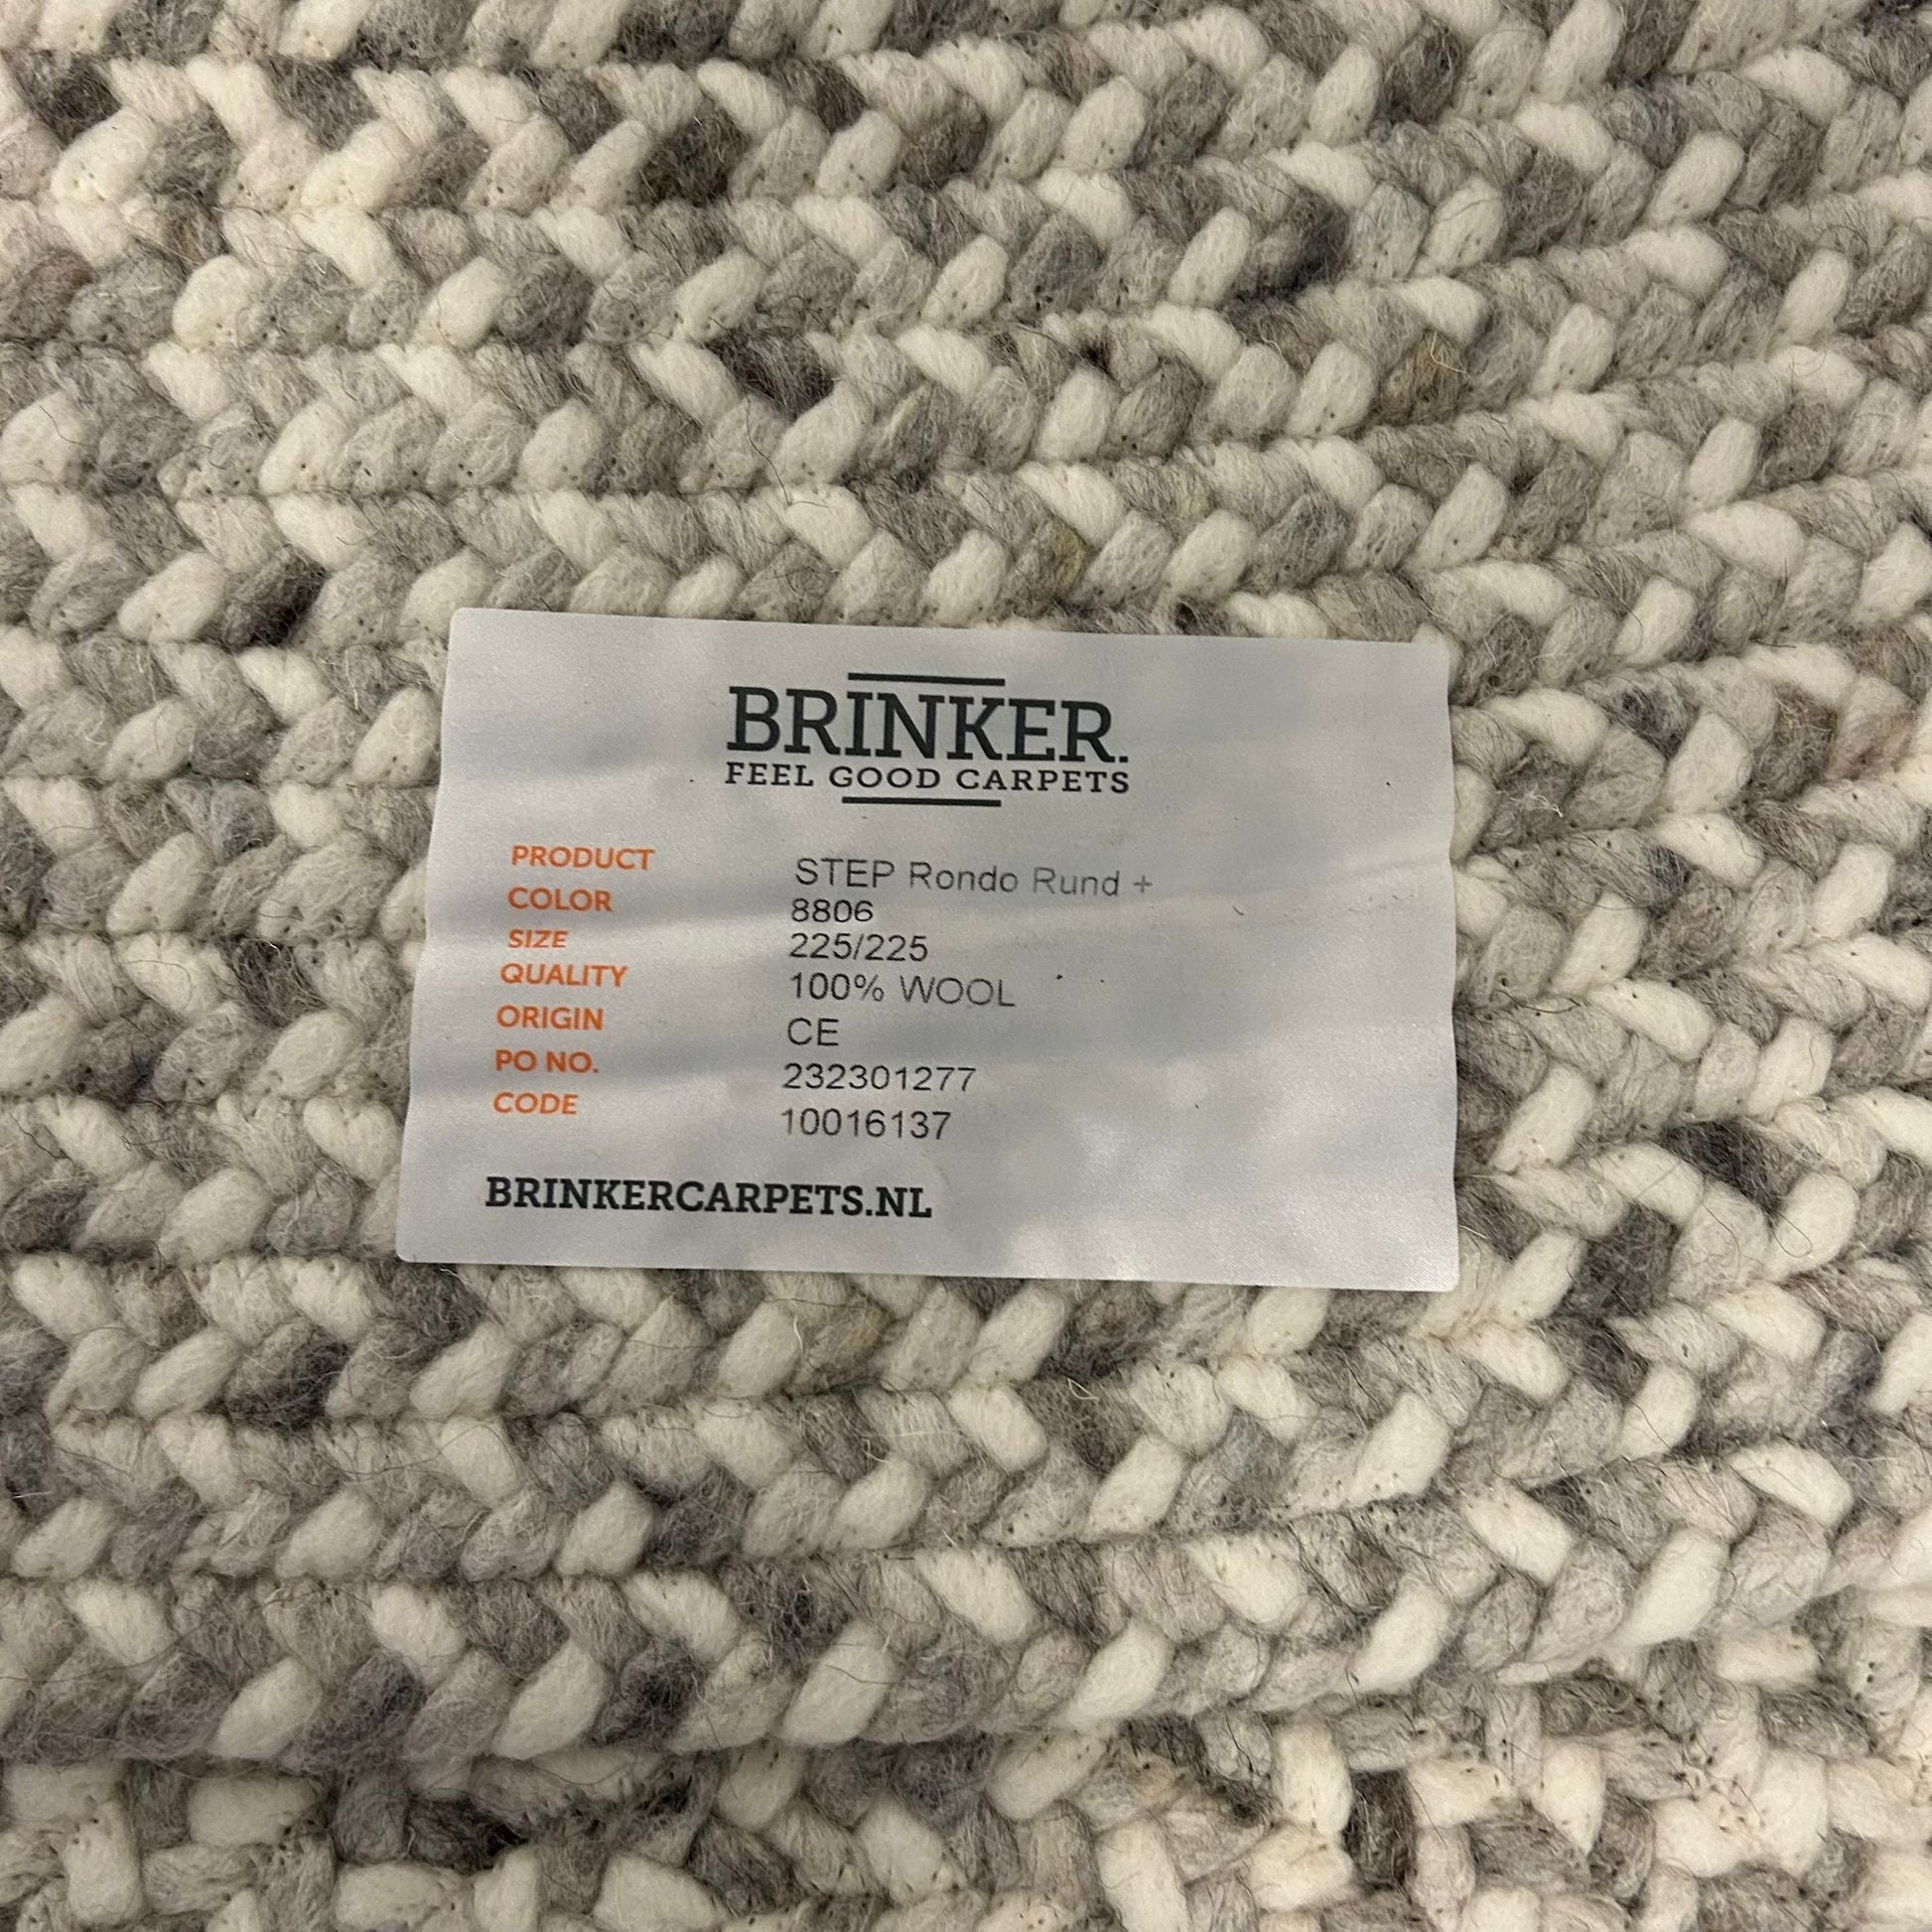 BRINKER.
FEEL GOOD CARPETS
PRODUCT STEP Rondo Rund +
COLOR 8806
SIZE 225/225
QUALITY 100% WOOL
ORIGIN CE
PO NO. 232301277
CODE 10016137
BRINKERCARPETS.NL